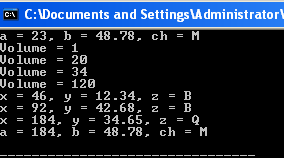 C:\Documents and Settings\Administrator\
a = 23, b = 48.78, ch = M
Volume = 1
Volume = 20
Volume = 34
Volume = 120
x = 46, y = 12.34, z = B
x = 92, y = 42.68, z = B
x = 184, y = 34.65, z = Q
a = 184, b = 48.78, ch = M